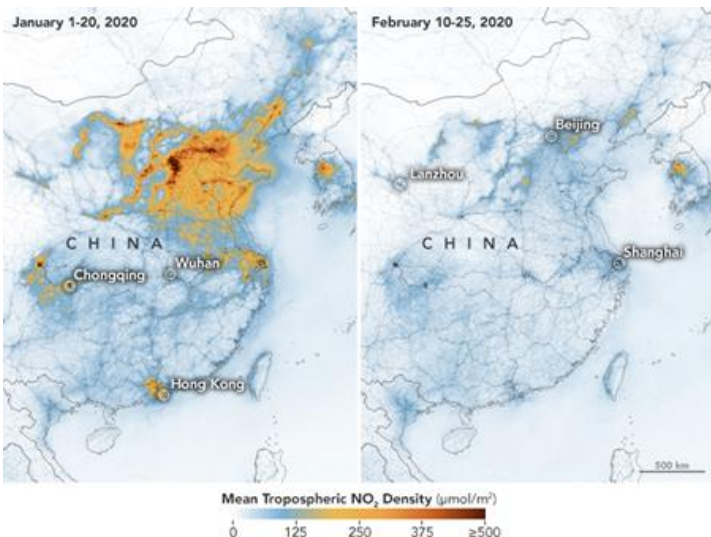 January 1-20, 2020
February 10-25, 2020
Beijing
Lanzhou
CHINA
CHINA
Wuhan
Shanghai
Chongqing
Hong Kong
500 km
Mean Tropospheric NO₂ Density (μmol/m²)
0 125 250 375 ≥500